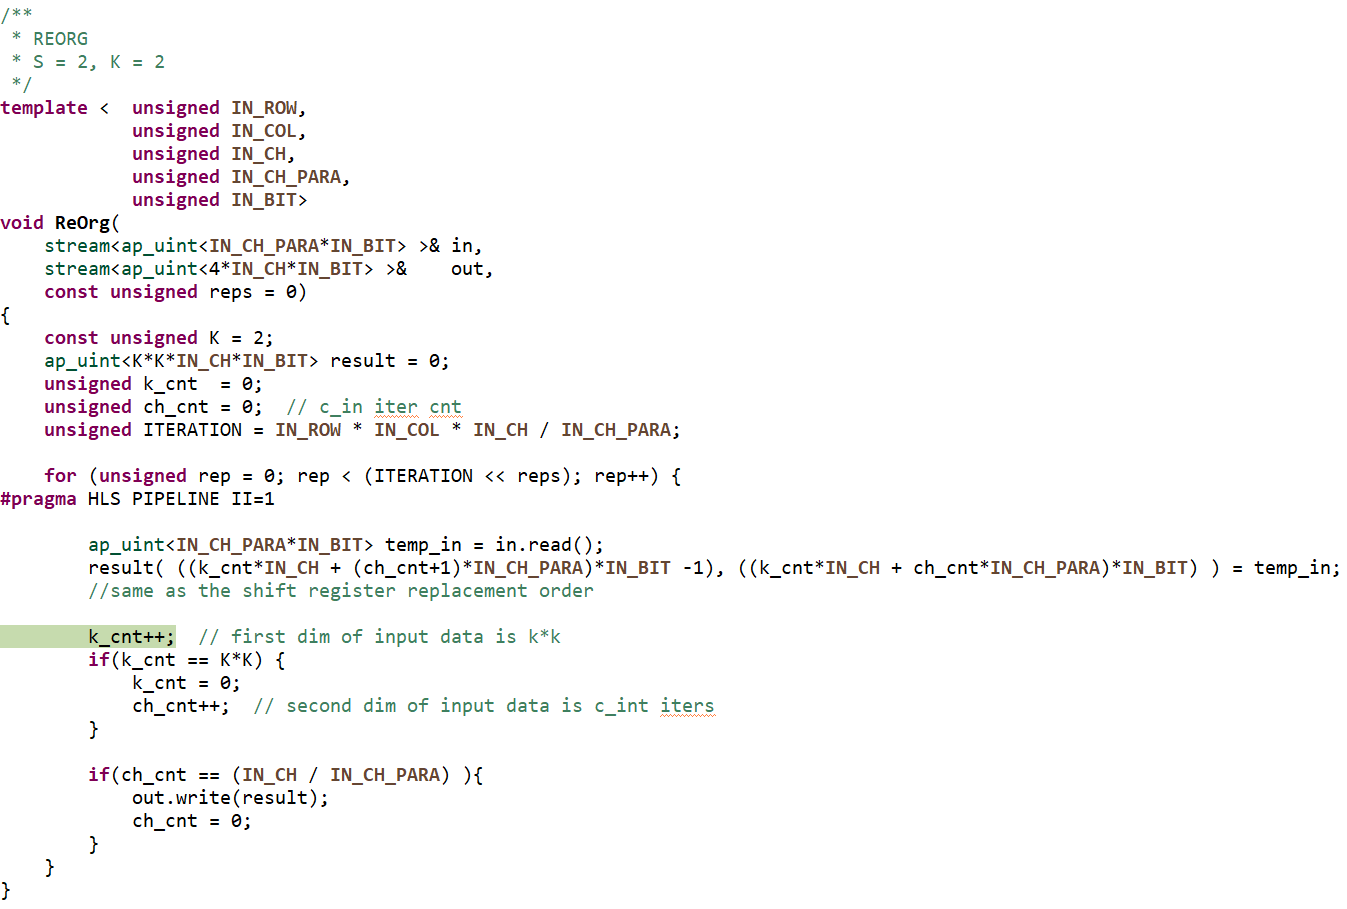 /**
 * REORG
 * S = 2, K = 2
 */
template <  unsigned IN_ROW,
            unsigned IN_COL,
            unsigned IN_CH,
            unsigned IN_CH_PARA,
            unsigned IN_BIT>
void ReOrg(
    stream<ap_uint<IN_CH_PARA*IN_BIT> >& in,
    stream<ap_uint<4*IN_CH*IN_BIT> >&    out,
    const unsigned reps = 0)
{
    const unsigned K = 2;
    ap_uint<K*K*IN_CH*IN_BIT> result = 0;
    unsigned k_cnt  = 0;
    unsigned ch_cnt = 0;  // c_in iter cnt
    unsigned ITERATION = IN_ROW * IN_COL * IN_CH / IN_CH_PARA;

    for (unsigned rep = 0; rep < (ITERATION << reps); rep++) {
#pragma HLS PIPELINE II=1

        ap_uint<IN_CH_PARA*IN_BIT> temp_in = in.read();
        result( ((k_cnt*IN_CH + (ch_cnt+1)*IN_CH_PARA)*IN_BIT -1), ((k_cnt*IN_CH + ch_cnt*IN_CH_PARA)*IN_BIT) ) = temp_in;
        //same as the shift register replacement order

        k_cnt++;  // first dim of input data is k*k
        if(k_cnt == K*K) {
            k_cnt = 0;
            ch_cnt++;  // second dim of input data is c_int iters
        }

        if(ch_cnt == (IN_CH / IN_CH_PARA) ){
            out.write(result);
            ch_cnt = 0;
        }
    }
}